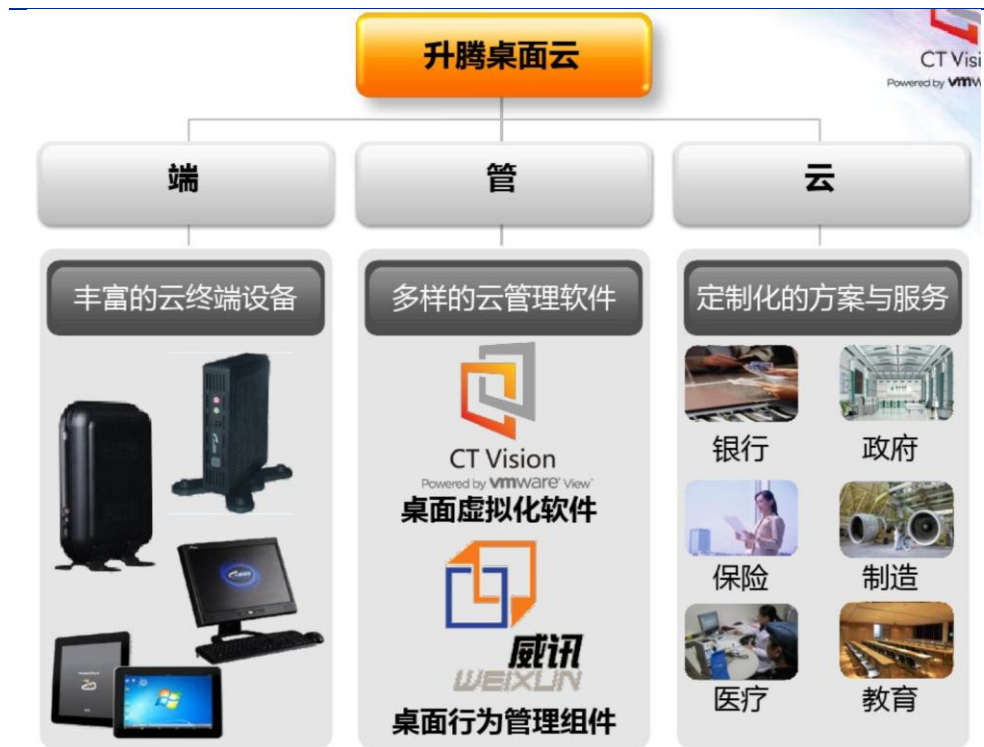 升腾桌面云
CT Visi
Powered by vmw
端
管
云
丰富的云终端设备
多样的云管理软件
定制化的方案与服务
CT Vision
Powered by vmware View™
桌面虚拟化软件
威讯
WEIXUN
桌面行为管理组件
银行
政府
保险
制造
医疗
教育